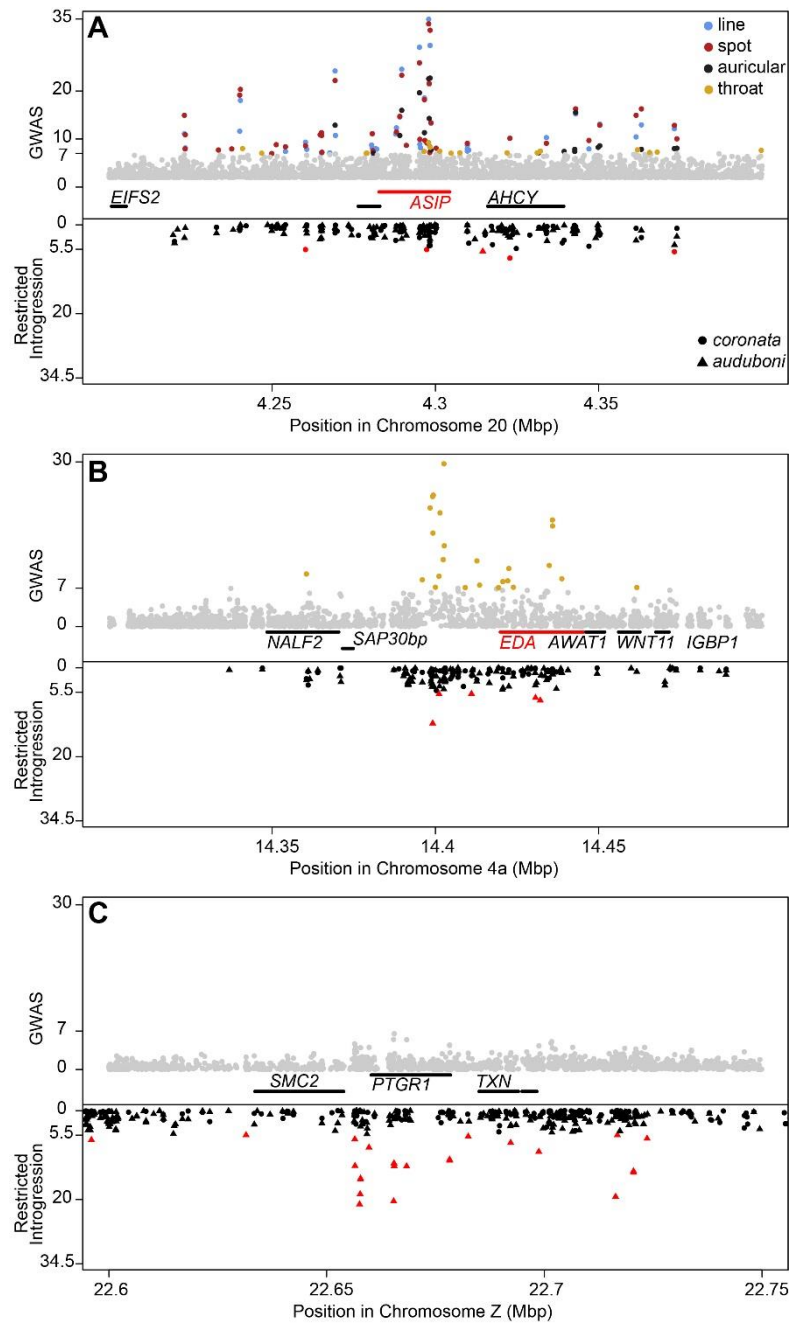 A
35
20
10
7
0
GWAS
line
spot
auricular
throat
EIFS2
ASIP
AHCY
0
5.5
20
34.5
Restricted
Introgression
coronata
auduboni
4.25
4.3
4.35
Position in Chromosome 20 (Mbp)
B
30
7
0
GWAS
NALF2
SAP30bp
EDA
AWAT1
WNT11
IGBP1
0
5.5
20
34.5
Restricted
Introgression
14.35
14.4
14.45
Position in Chromosome 4a (Mbp)
C
30
7
0
GWAS
SMC2
PTGR1
TXN
0
5.5
20
34.5
Restricted
Introgression
22.6
22.65
22.7
22.75
Position in Chromosome Z (Mbp)